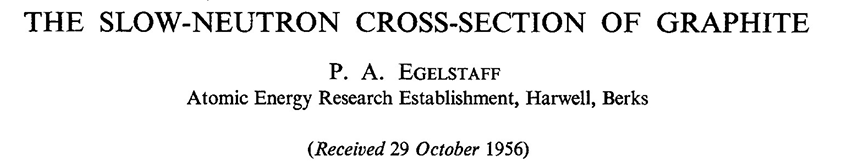 THE SLOW-NEUTRON CROSS-SECTION OF GRAPHITE
P. A. EGELSTAFF
Atomic Energy Research Establishment, Harwell, Berks
(Received 29 October 1956)